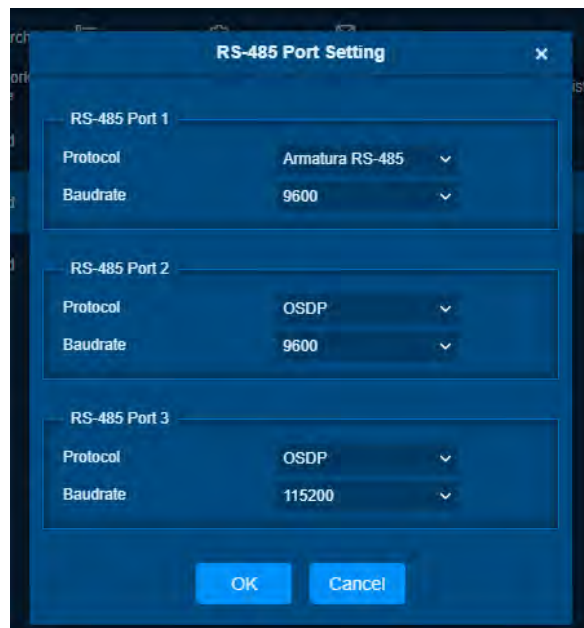 RS-485 Port Setting ×
RS-485 Port 1
Protocol Armatura RS-485
Baudrate 9600
RS-485 Port 2
Protocol OSDP
Baudrate 9600
RS-485 Port 3
Protocol OSDP
Baudrate 115200
OK Cancel